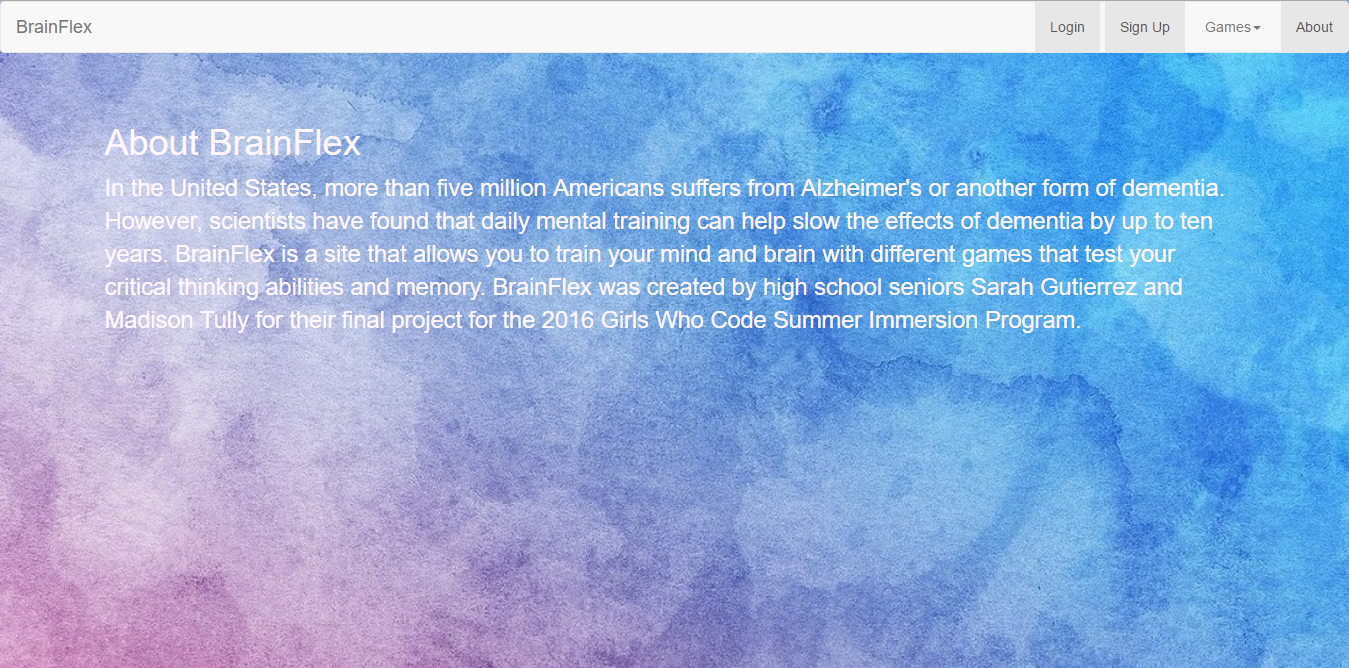 BrainFlex
Login
Sign Up
Games
About
About BrainFlex
In the United States, more than five million Americans suffers from Alzheimer's or another form of dementia.
However, scientists have found that daily mental training can help slow the effects of dementia by up to ten
years. BrainFlex is a site that allows you to train your mind and brain with different games that test your
critical thinking abilities and memory. BrainFlex was created by high school seniors Sarah Gutierrez and
Madison Tully for their final project for the 2016 Girls Who Code Summer Immersion Program.